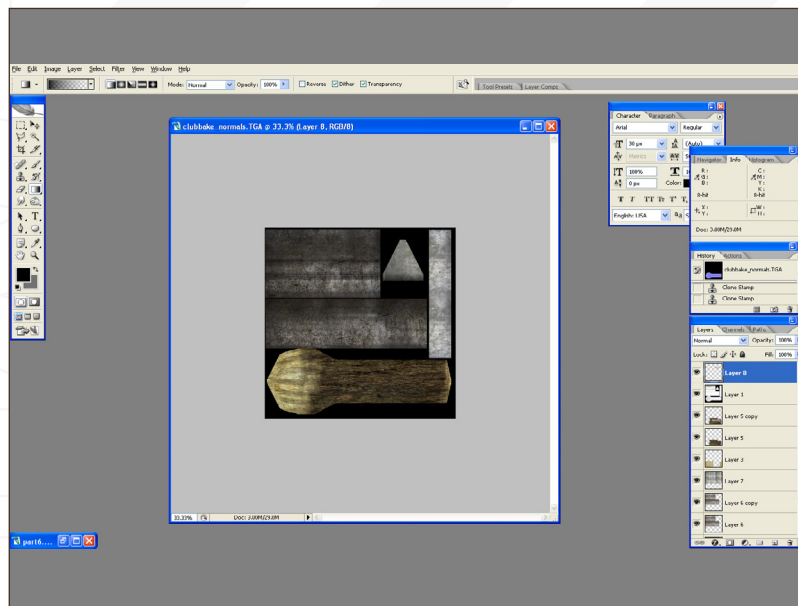 File Edit Image Layer Select Filter View Window Help
Mode: Normal Opacity: 100% Reverse Dither Transparency Tool Presets Layer Comps
clubbake_normals.TGA @ 33.3% (Layer 8, RGB/8)
Character Paragraph
Arial Regular
30 px (Auto)
Metrics
100%
0 px Color:
T T TT Tr T' T,
English: USA
Navigator Info Histogram
R: C:
G: M:
B: Y:
K:
8-bit 8-bit
X: W:
Y: H:
Doc: 3.00M/29.0M
History Actions
clubbake_normals.TGA
Clone Stamp
Clone Stamp
Layers Channels Paths
Normal Opacity: 100%
Lock: Fill: 100%
Layer 8
Layer 1
Layer 5 copy
Layer 5
Layer 3
Layer 7
Layer 6 copy
Layer 6
33.33% Doc: 3.00M/29.0M
part6....